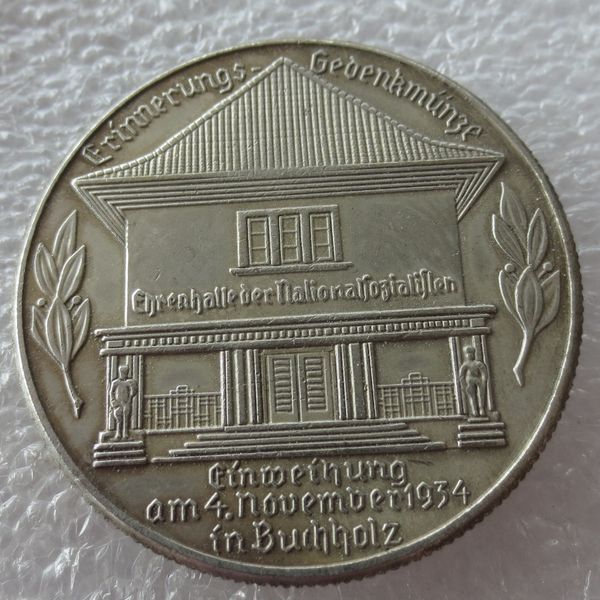 Erinnerungs-Gedenkmünze
Ehrenhalle der Nationalsozialisten
Einweihung
am 4. November 1934
in Buchholz